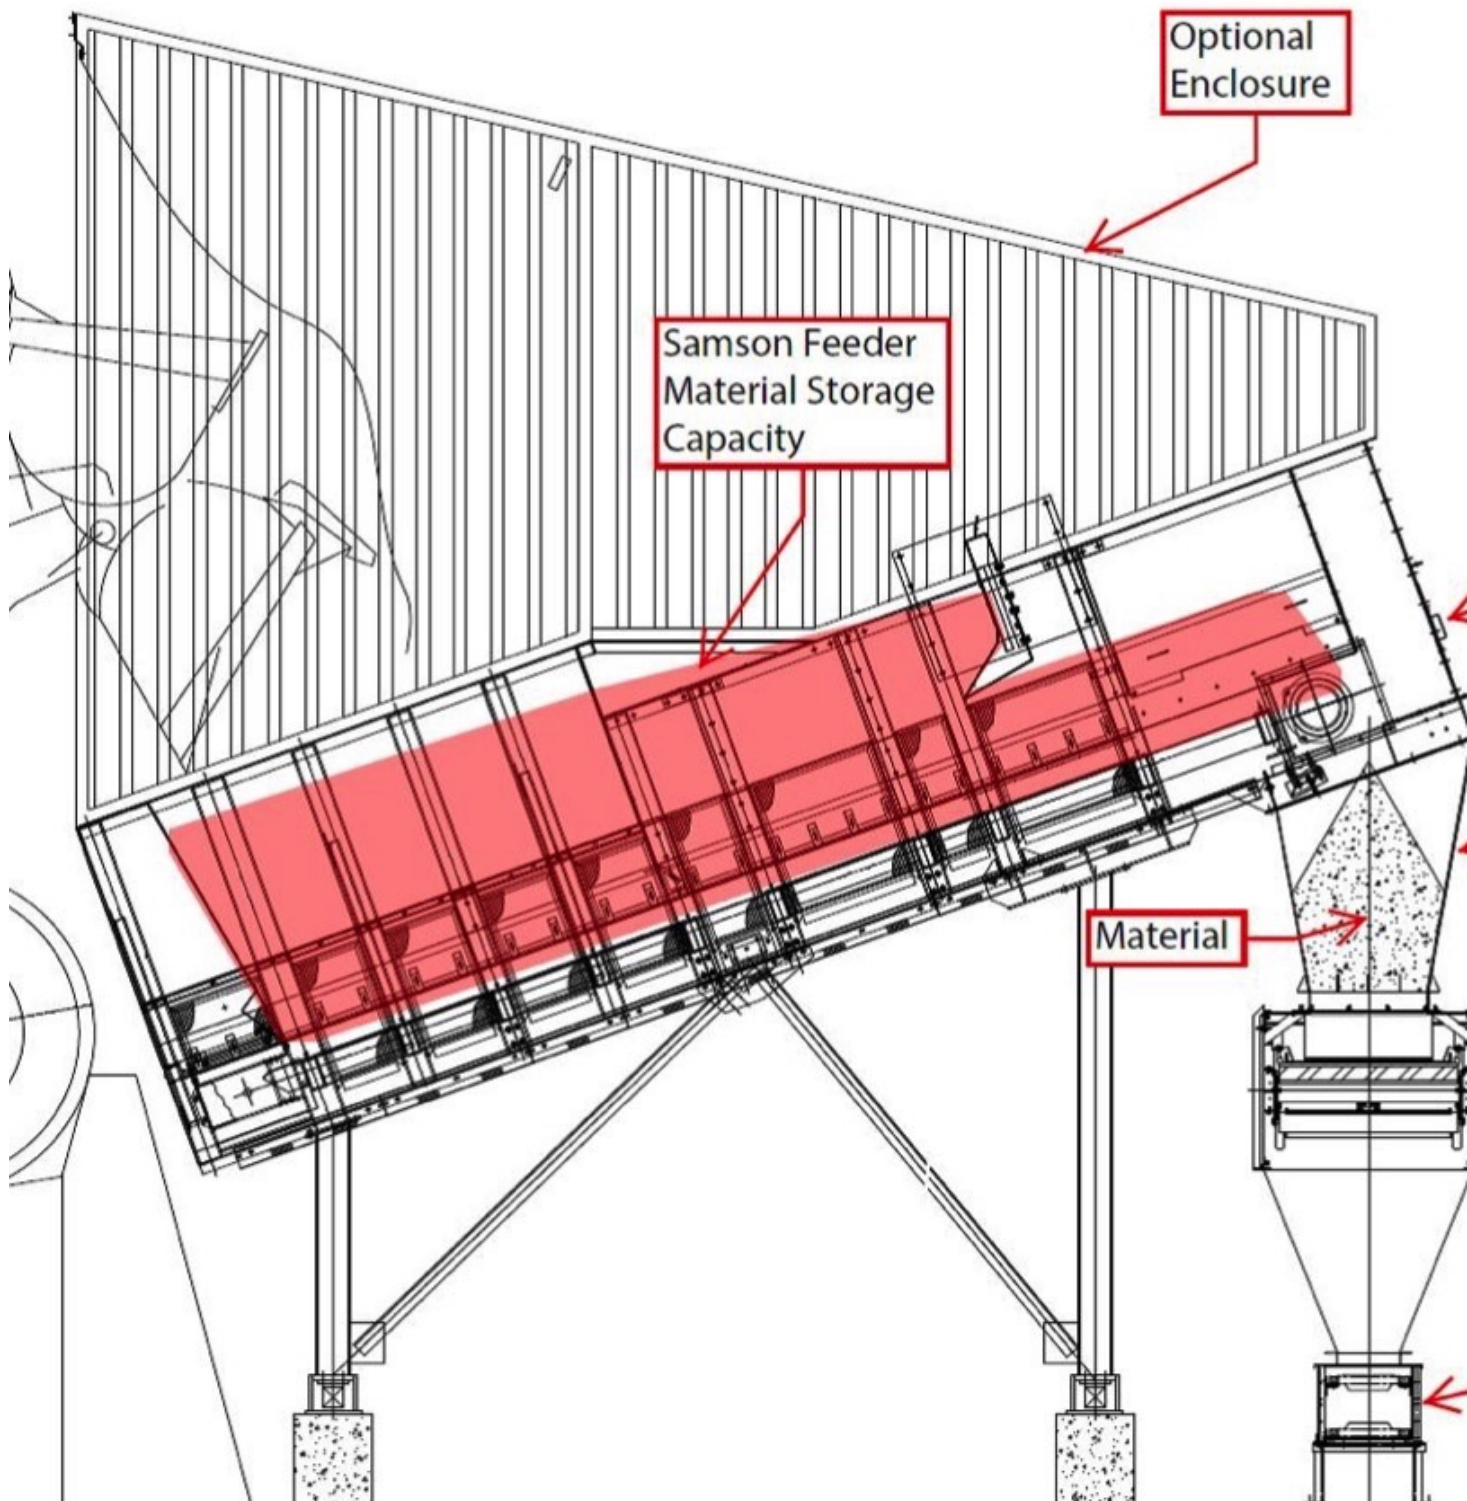 Optional
Enclosure
Samson Feeder
Material Storage
Capacity
Material